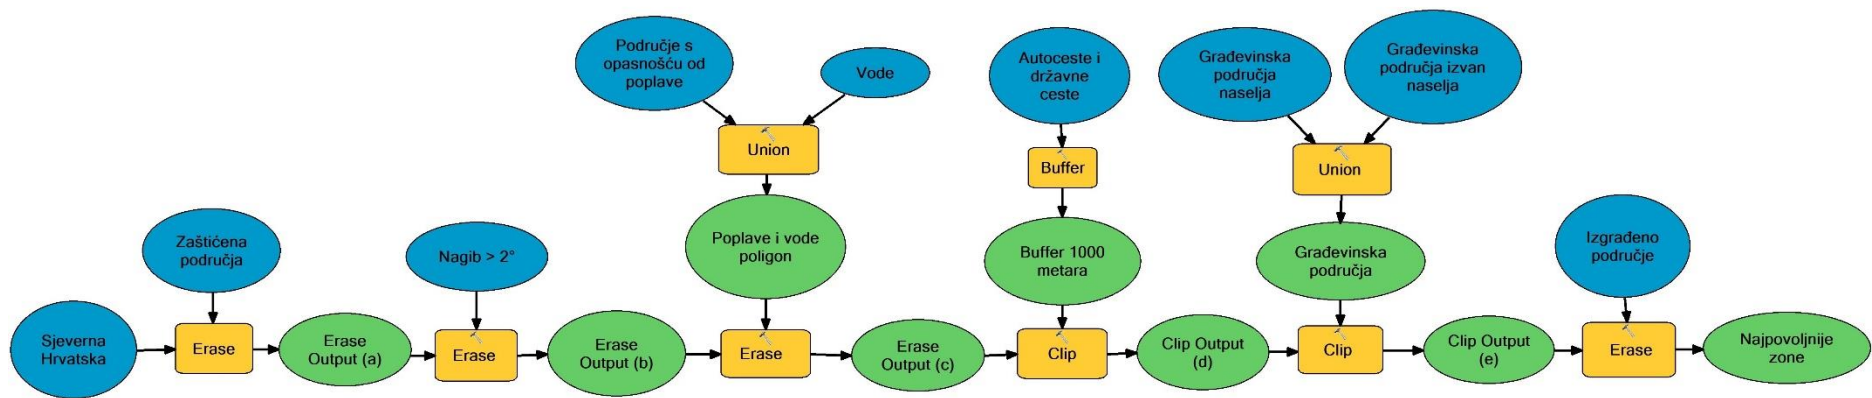 Područje s
opasnošću od
poplave
Vode
Autoceste i
državne
ceste
Građevinska
područja
naselja
Građevinska
područja izvan
naselja
Union
Buffer
Union
Zaštićena
područja
Nagib > 2°
Poplave i vode
poligon
Buffer 1000
metara
Građevinska
područja
Izgrađeno
područje
Sjeverna
Hrvatska
Erase
Erase
Output (a)
Erase
Erase
Output (b)
Erase
Erase
Output (c)
Clip
Clip Output
(d)
Clip
Clip Output
(e)
Erase
Najpovoljnije
zone